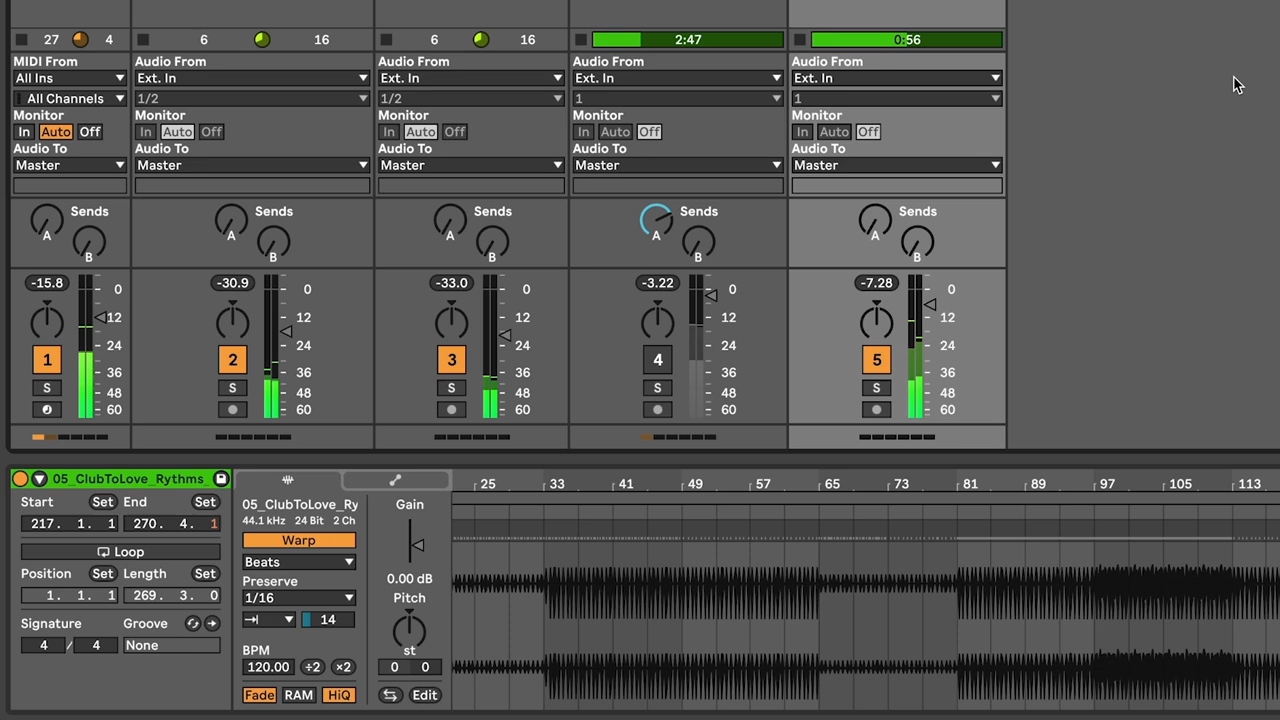 27 4 6 16 6 16 2:47 0:56
MIDI From Audio From Audio From Audio From Audio From
All Ins Ext. In Ext. In Ext. In Ext. In
All Channels 1/2 1/2 1 1
Monitor Monitor Monitor Monitor Monitor
In Auto Off In Auto Off In Auto Off In Auto Off In Auto Off
Audio To Audio To Audio To Audio To Audio To
Master Master Master Master Master
Sends Sends Sends Sends Sends
A A A A A
B B B B B
-15.8 0 -30.9 0 -33.0 0 -3.22 0 -7.28 0
12 12 12 12 12
24 24 24 24 24
1 2 3 4 5
36 36 36 36 36
S S S S S
48 48 48 48 48
60 60 60 60 60
05_ClubToLove_Rythms_
Start Set End Set
217. 1. 1 270. 4. 1
Loop
Position Set Length Set
1. 1. 1 269. 3. 0
Signature Groove
4 / 4 None
05_ClubToLove_Ry
44.1 kHz 24 Bit 2 Ch
Warp
Beats
Preserve
1/16
14
BPM
120.00 ÷2 ×2
Fade RAM HiQ
Gain
0.00 dB
Pitch
st
0 0
Edit
25 33 41 49 57 65 73 81 89 97 105 113